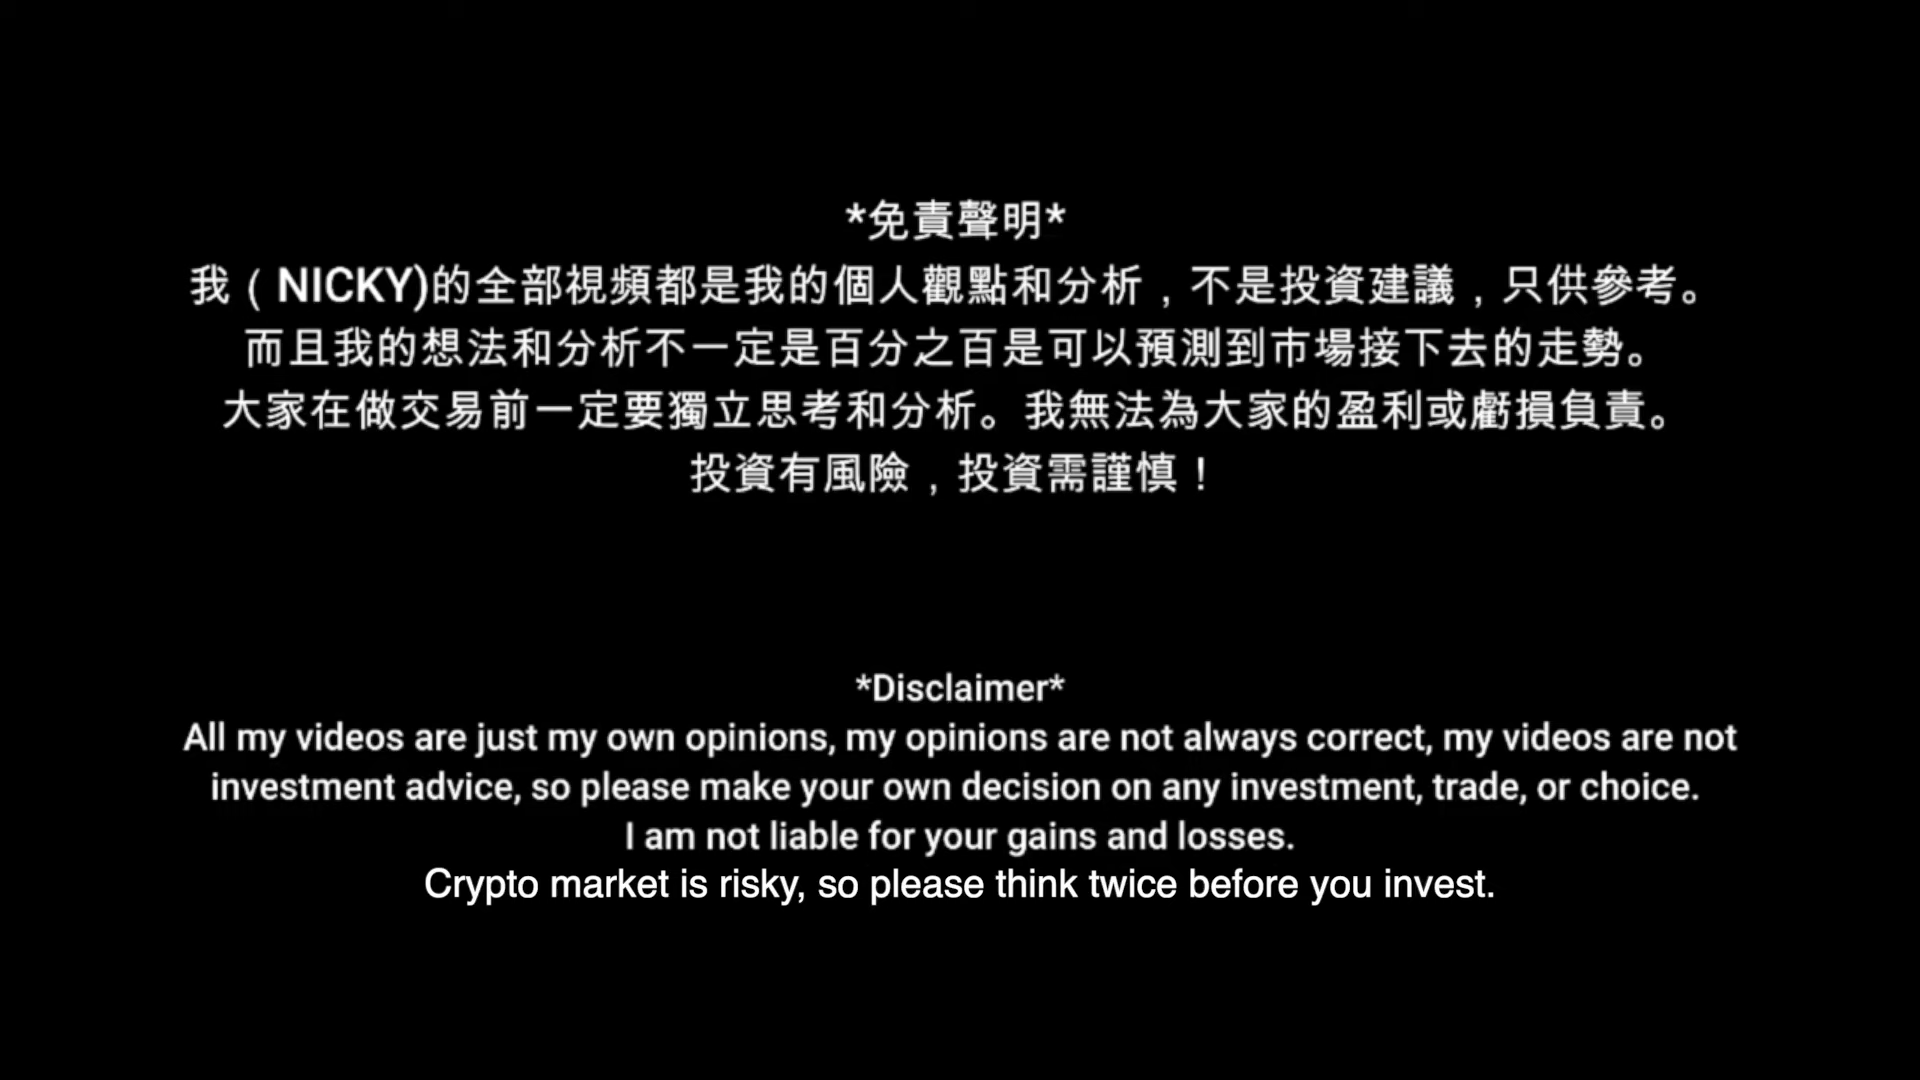 *免責聲明*
我（NICKY)的全部視頻都是我的個人觀點和分析，不是投資建議，只供參考。
而且我的想法和分析不一定是百分之百是可以預測到市場接下去的走勢。
大家在做交易前一定要獨立思考和分析。我無法為大家的盈利或虧損負責。
投資有風險，投資需謹慎！
*Disclaimer*
All my videos are just my own opinions, my opinions are not always correct, my videos are not
investment advice, so please make your own decision on any investment, trade, or choice.
I am not liable for your gains and losses.
Crypto market is risky, so please think twice before you invest.